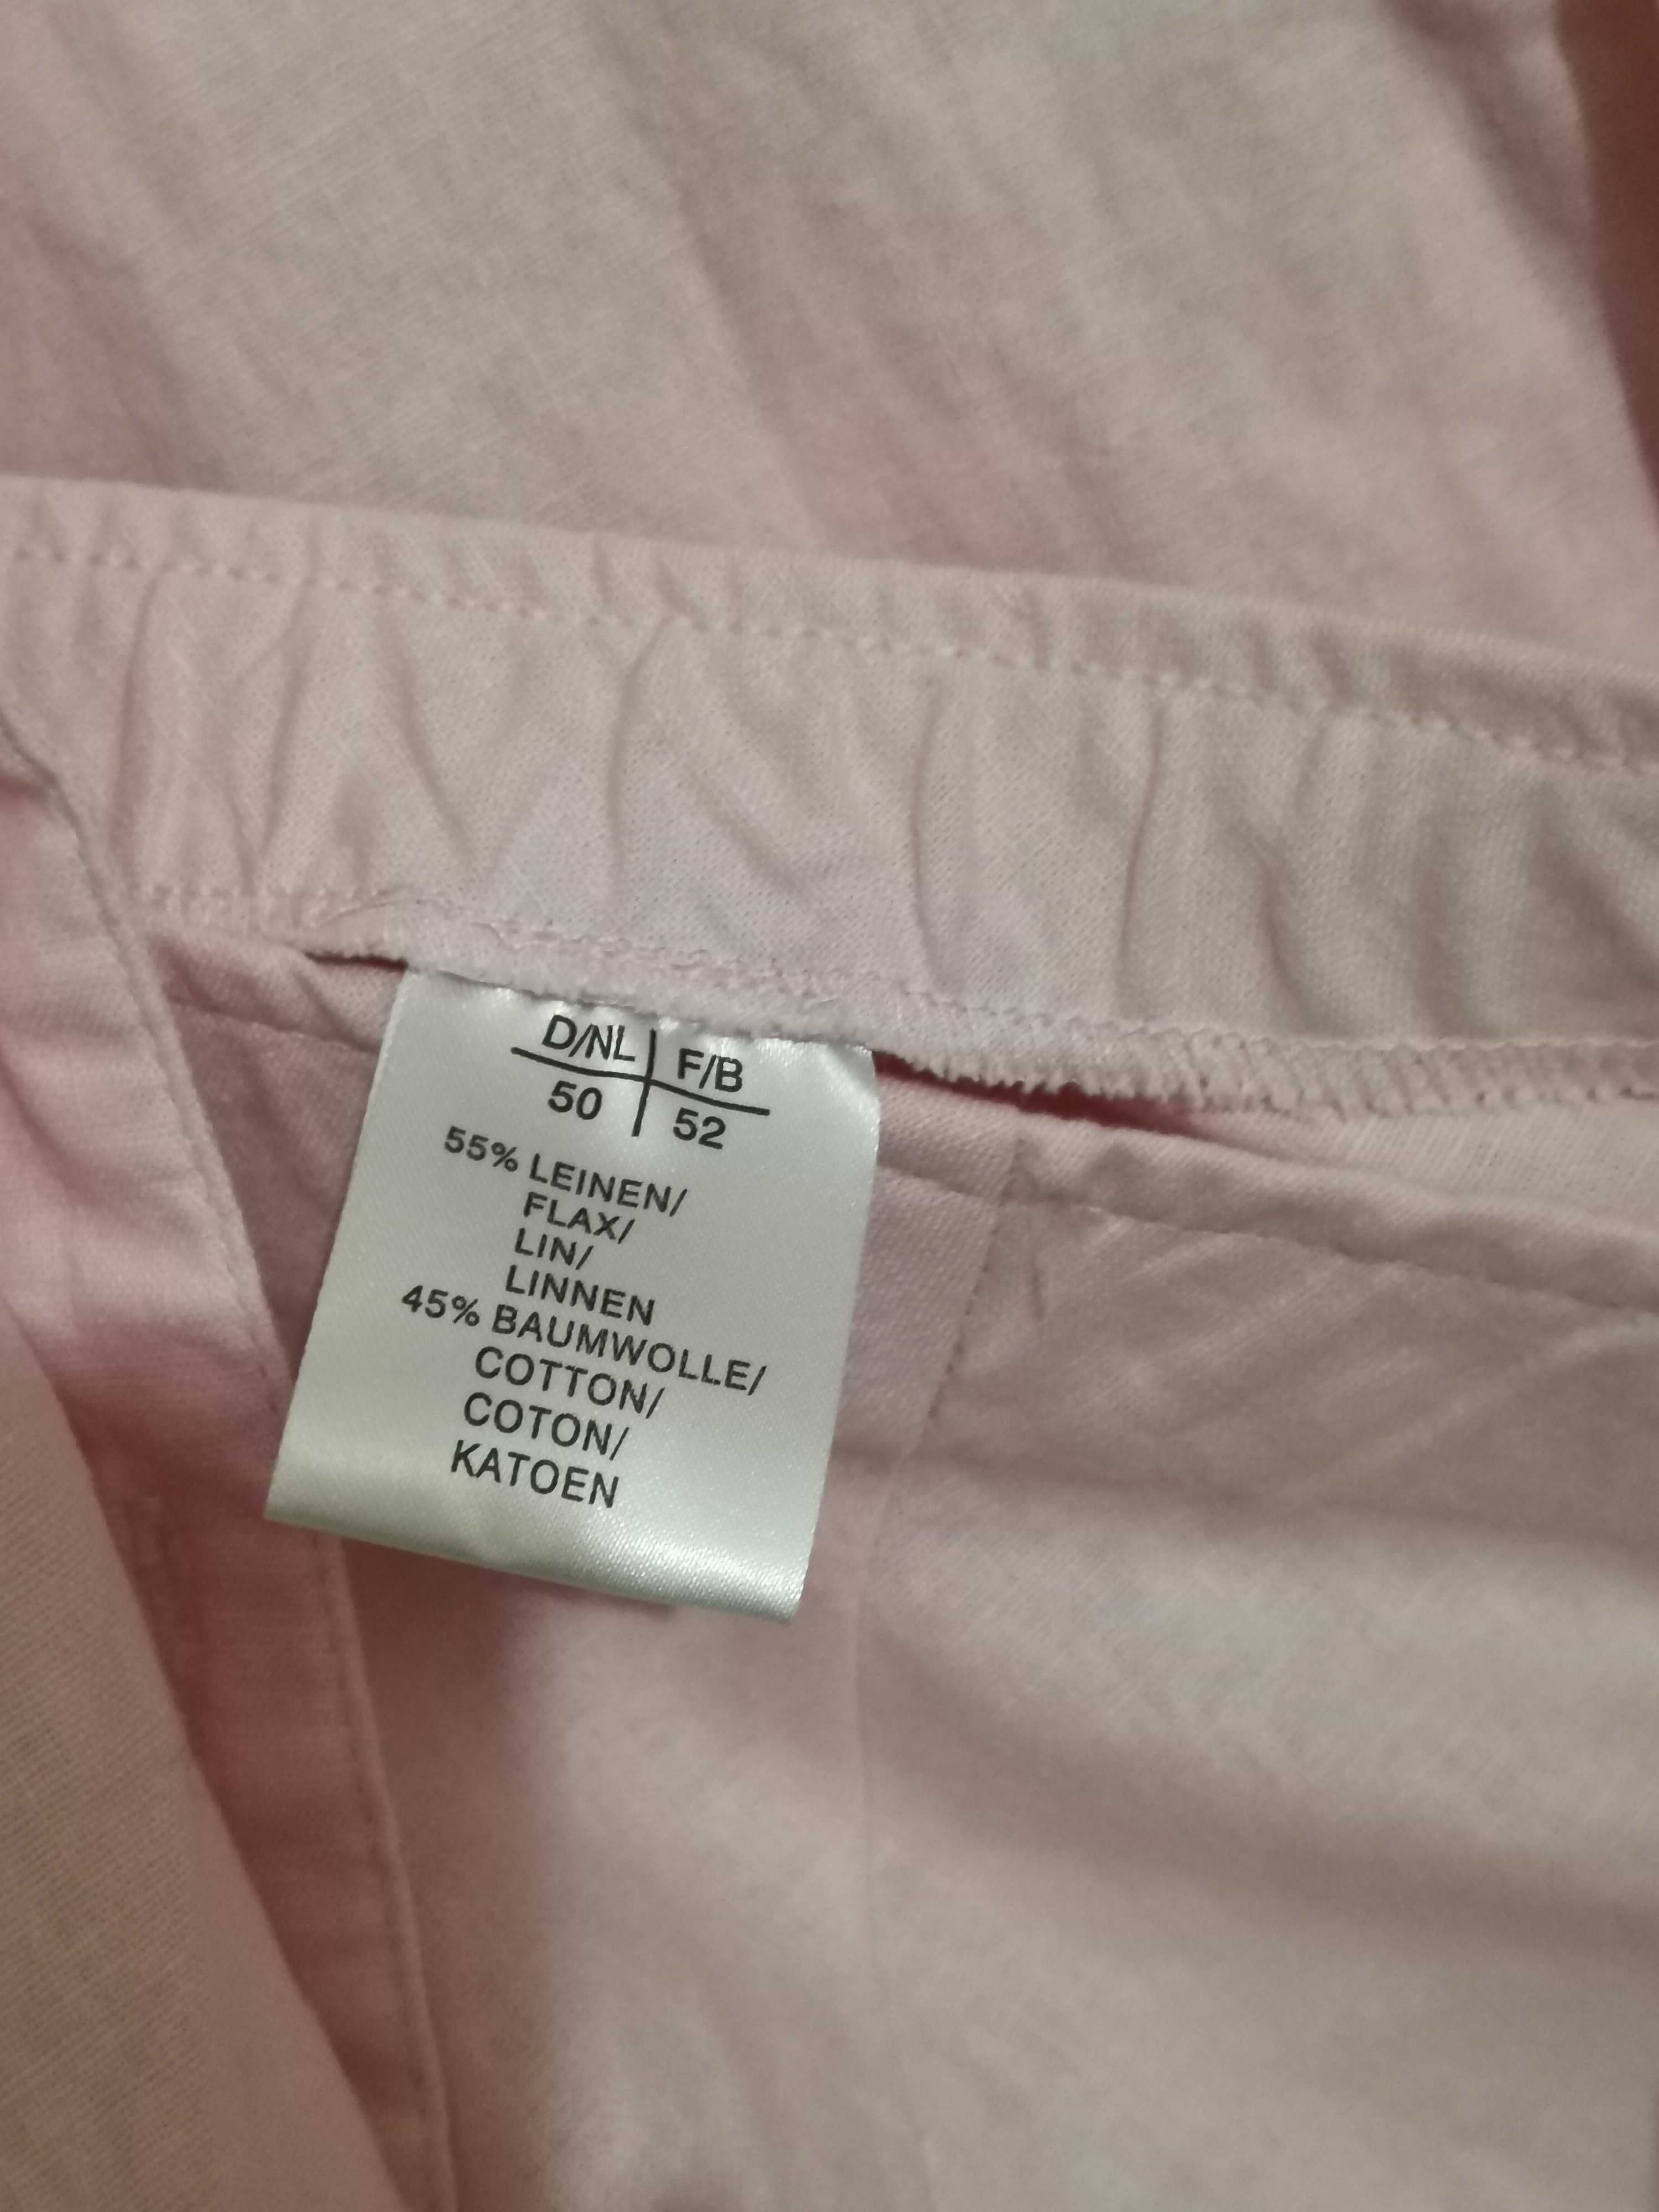 D/NL F/B
50 52
55% LEINEN/
FLAX/
LIN/
LINNEN
45% BAUMWOLLE/
COTTON/
COTON/
KATOEN